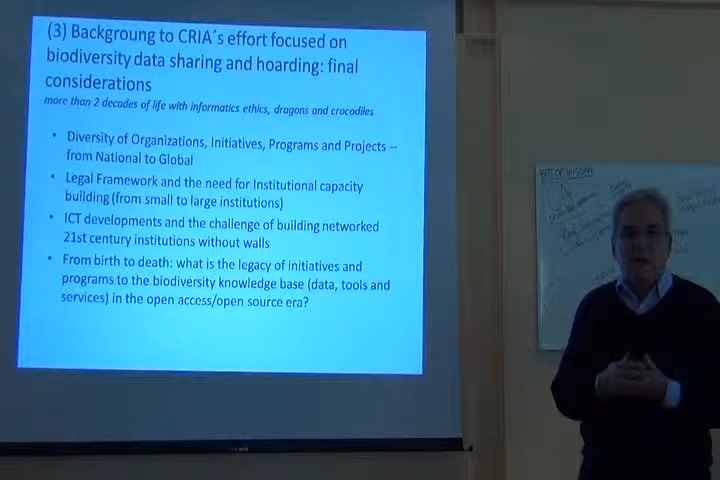 (3) Backgroung to CRIA´s effort focused on
biodiversity data sharing and hoarding: final
considerations
more than 2 decades of life with informatics ethics, dragons and crocodiles
• Diversity of Organizations, Initiatives, Programs and Projects –
from National to Global
• Legal Framework and the need for Institutional capacity
building (from small to large institutions)
• ICT developments and the challenge of building networked
21st century institutions without walls
• From birth to death: what is the legacy of initiatives and
programs to the biodiversity knowledge base (data, tools and
services) in the open access/open source era?